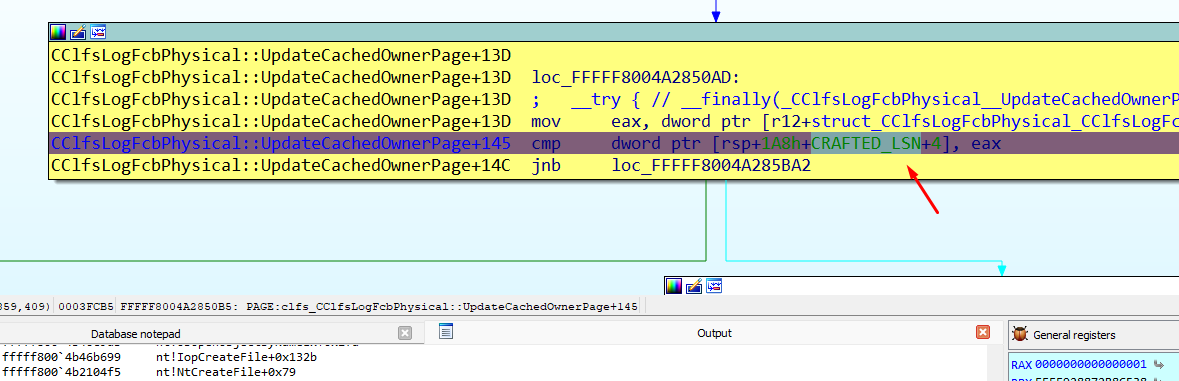 CClfsLogFcbPhysical::UpdateCachedOwnerPage+13D
CClfsLogFcbPhysical::UpdateCachedOwnerPage+13D loc_FFFFF8004A2850AD:
CClfsLogFcbPhysical::UpdateCachedOwnerPage+13D ; __try { // __finally(_CClfsLogFcbPhysical__UpdateCachedOwnerP
CClfsLogFcbPhysical::UpdateCachedOwnerPage+13D mov eax, dword ptr [r12+struct_CClfsLogFcbPhysical_CClfsLogFc
CClfsLogFcbPhysical::UpdateCachedOwnerPage+145 cmp dword ptr [rsp+1A8h+CRAFTED_LSN+4], eax
CClfsLogFcbPhysical::UpdateCachedOwnerPage+14C jnb loc_FFFFF8004A285BA2
359,409) 0003FCB5 FFFFF8004A2850B5: PAGE:clfs_CClfsLogFcbPhysical::UpdateCachedOwnerPage+145
Database notepad Output General registers
fffff800`4b46b699 nt!IopCreateFile+0x132b
fffff800`4b2104f5 nt!NtCreateFile+0x79
RAX 0000000000000001